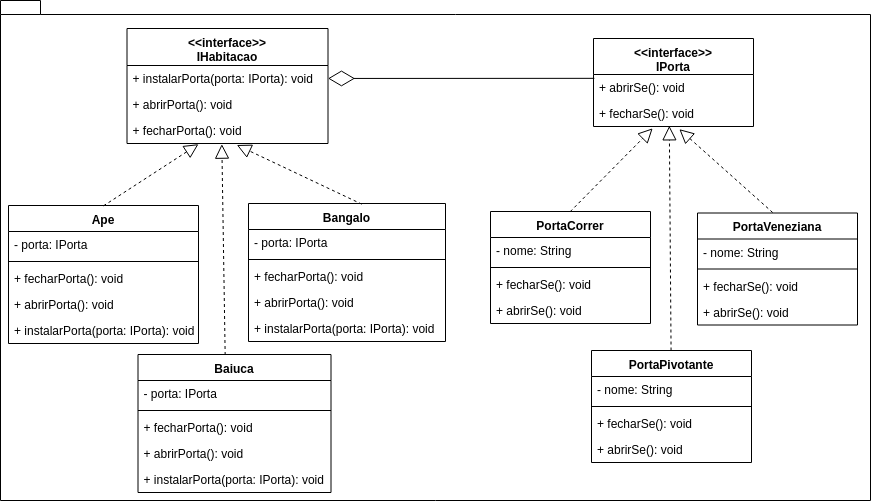 <<interface>>
IHabitacao
+ instalarPorta(porta: IPorta): void
+ abrirPorta(): void
+ fecharPorta(): void
<<interface>>
IPorta
+ abrirSe(): void
+ fecharSe(): void
Ape
- porta: IPorta
+ fecharPorta(): void
+ abrirPorta(): void
+ instalarPorta(porta: IPorta): void
Bangalo
- porta: IPorta
+ fecharPorta(): void
+ abrirPorta(): void
+ instalarPorta(porta: IPorta): void
Baiuca
- porta: IPorta
+ fecharPorta(): void
+ abrirPorta(): void
+ instalarPorta(porta: IPorta): void
PortaCorrer
- nome: String
+ fecharSe(): void
+ abrirSe(): void
PortaVeneziana
- nome: String
+ fecharSe(): void
+ abrirSe(): void
PortaPivotante
- nome: String
+ fecharSe(): void
+ abrirSe(): void